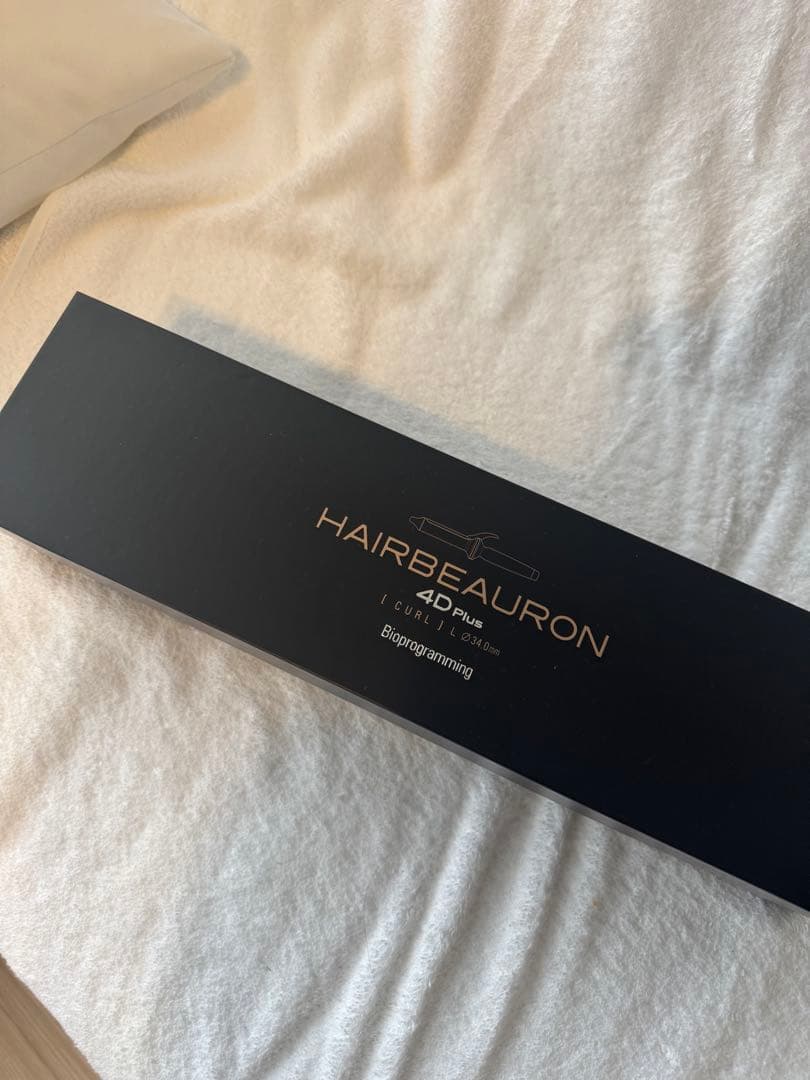 HAIRBEAURON
4D Plus
[ CURL ] L Ø34.0mm
Bioprogramming